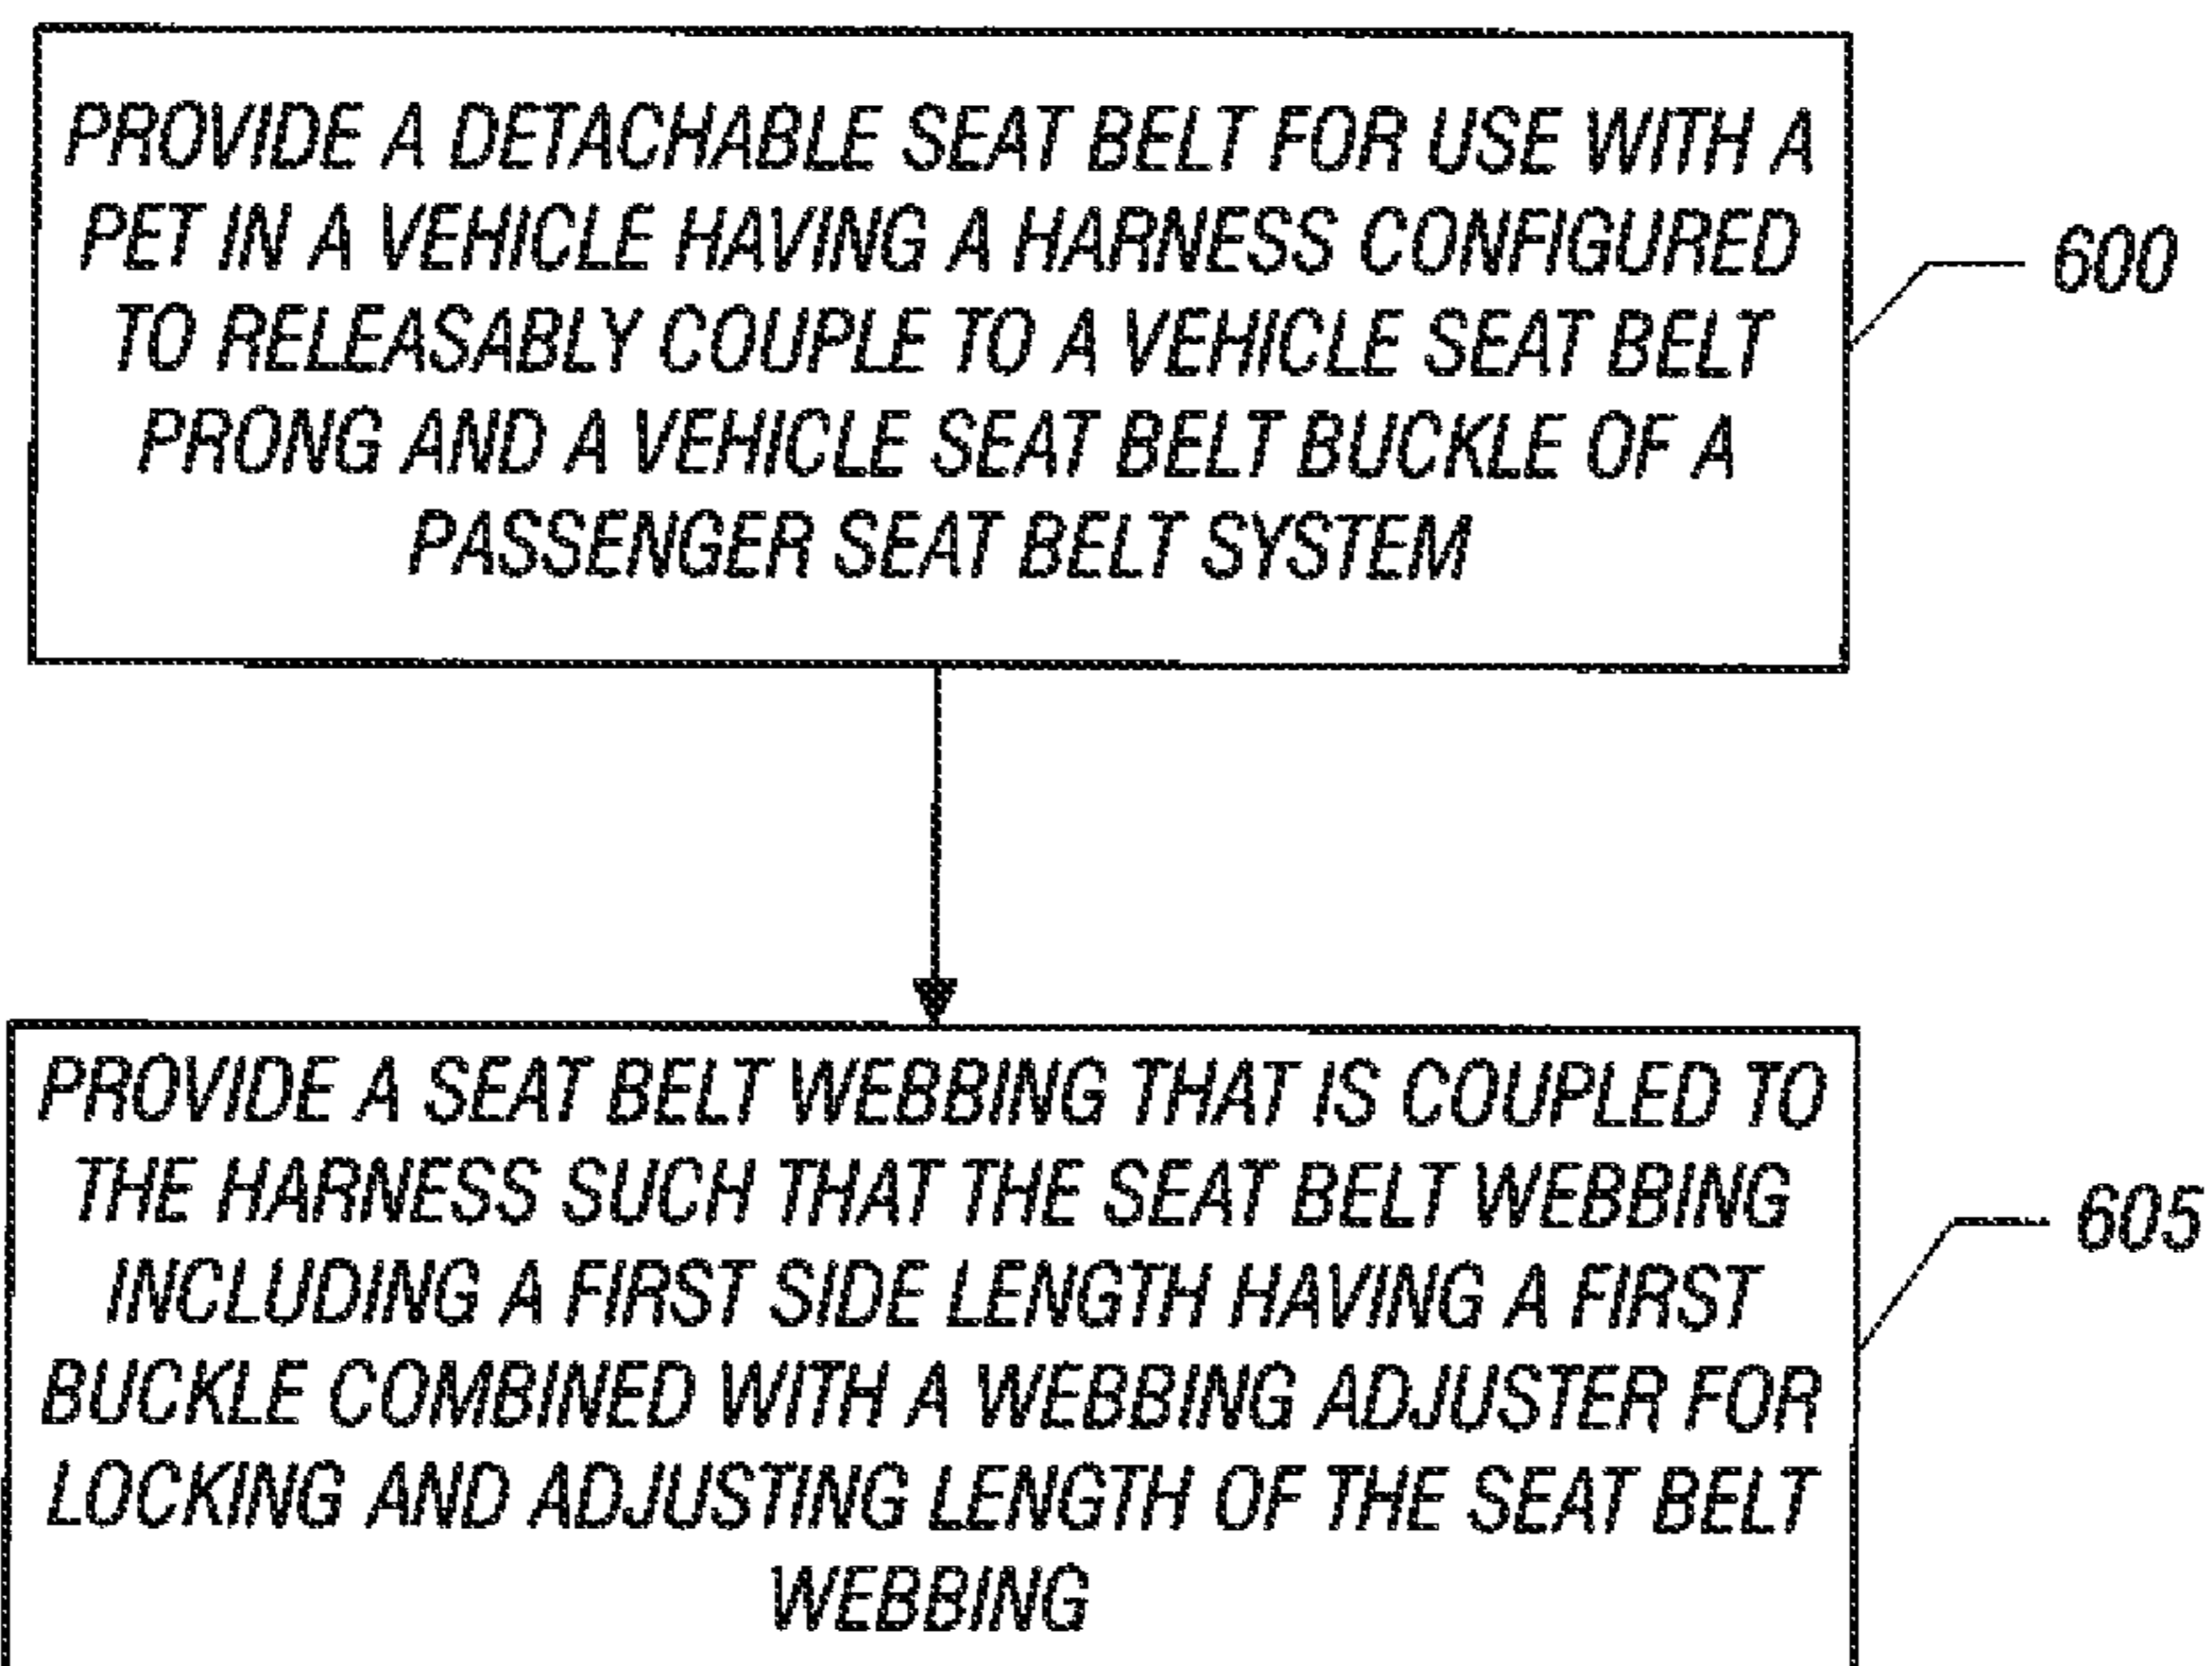 PROVIDE A DETACHABLE SEAT BELT FOR USE WITH A
PET IN A VEHICLE HAVING A HARNESS CONFIGURED
TO RELEASABLY COUPLE TO A VEHICLE SEAT BELT
PRONG AND A VEHICLE SEAT BELT BUCKLE OF A
PASSENGER SEAT BELT SYSTEM
600
PROVIDE A SEAT BELT WEBBING THAT IS COUPLED TO
THE HARNESS SUCH THAT THE SEAT BELT WEBBING
INCLUDING A FIRST SIDE LENGTH HAVING A FIRST
BUCKLE COMBINED WITH A WEBBING ADJUSTER FOR
LOCKING AND ADJUSTING LENGTH OF THE SEAT BELT
WEBBING
605